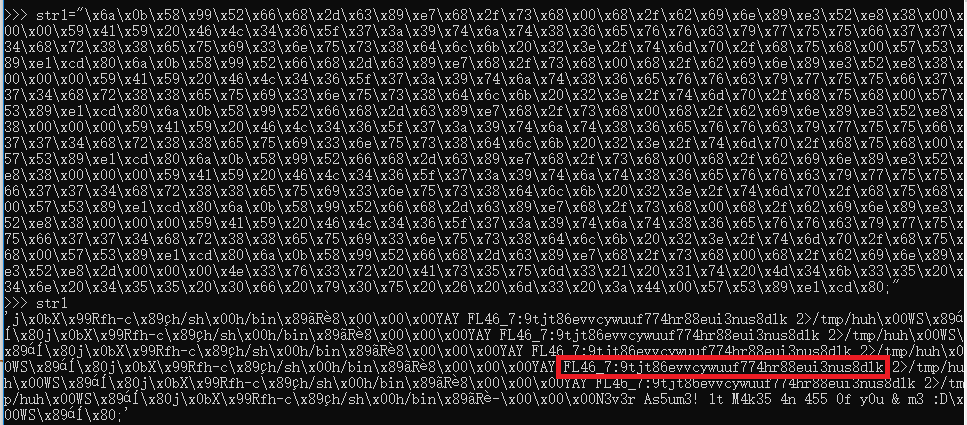 >>> str1="\x6a\x0b\x58\x99\x52\x66\x68\x2d\x63\x89\xe7\x68\x2f\x73\x68\x00\x68\x2f\x62\x69\x6e\x89\xe3\x52\xe8\x38\x00\x
00\x00\x59\x41\x59\x20\x46\x4c\x34\x36\x5f\x37\x3a\x39\x74\x6a\x74\x38\x36\x65\x76\x76\x63\x79\x77\x75\x75\x66\x37\x37\x
34\x68\x72\x38\x38\x65\x75\x69\x33\x6e\x75\x73\x38\x64\x6c\x6b\x20\x32\x3e\x2f\x74\x6d\x70\x2f\x68\x75\x68\x00\x57\x53\x
89\xe1\xcd\x80\x6a\x0b\x58\x99\x52\x66\x68\x2d\x63\x89\xe7\x68\x2f\x73\x68\x00\x68\x2f\x62\x69\x6e\x89\xe3\x52\xe8\x38\x
00\x00\x00\x59\x41\x59\x20\x46\x4c\x34\x36\x5f\x37\x3a\x39\x74\x6a\x74\x38\x36\x65\x76\x76\x63\x79\x77\x75\x75\x66\x37\x
37\x34\x68\x72\x38\x38\x65\x75\x69\x33\x6e\x75\x73\x38\x64\x6c\x6b\x20\x32\x3e\x2f\x74\x6d\x70\x2f\x68\x75\x68\x00\x57\x
53\x89\xe1\xcd\x80\x6a\x0b\x58\x99\x52\x66\x68\x2d\x63\x89\xe7\x68\x2f\x73\x68\x00\x68\x2f\x62\x69\x6e\x89\xe3\x52\xe8\x
38\x00\x00\x00\x59\x41\x59\x20\x46\x4c\x34\x36\x5f\x37\x3a\x39\x74\x6a\x74\x38\x36\x65\x76\x76\x63\x79\x77\x75\x75\x66\x
37\x37\x34\x68\x72\x38\x38\x65\x75\x69\x33\x6e\x75\x73\x38\x64\x6c\x6b\x20\x32\x3e\x2f\x74\x6d\x70\x2f\x68\x75\x68\x00\x
57\x53\x89\xe1\xcd\x80\x6a\x0b\x58\x99\x52\x66\x68\x2d\x63\x89\xe7\x68\x2f\x73\x68\x00\x68\x2f\x62\x69\x6e\x89\xe3\x52\x
e8\x38\x00\x00\x00\x59\x41\x59\x20\x46\x4c\x34\x36\x5f\x37\x3a\x39\x74\x6a\x74\x38\x36\x65\x76\x76\x63\x79\x77\x75\x75\x
66\x37\x37\x34\x68\x72\x38\x38\x65\x75\x69\x33\x6e\x75\x73\x38\x64\x6c\x6b\x20\x32\x3e\x2f\x74\x6d\x70\x2f\x68\x75\x68\x
00\x57\x53\x89\xe1\xcd\x80\x6a\x0b\x58\x99\x52\x66\x68\x2d\x63\x89\xe7\x68\x2f\x73\x68\x00\x68\x2f\x62\x69\x6e\x89\xe3\x
52\xe8\x38\x00\x00\x00\x59\x41\x59\x20\x46\x4c\x34\x36\x5f\x37\x3a\x39\x74\x6a\x74\x38\x36\x65\x76\x76\x63\x79\x77\x75\x
75\x66\x37\x37\x34\x68\x72\x38\x38\x65\x75\x69\x33\x6e\x75\x73\x38\x64\x6c\x6b\x20\x32\x3e\x2f\x74\x6d\x70\x2f\x68\x75\x
68\x00\x57\x53\x89\xe1\xcd\x80\x6a\x0b\x58\x99\x52\x66\x68\x2d\x63\x89\xe7\x68\x2f\x73\x68\x00\x68\x2f\x62\x69\x6e\x89\x
e3\x52\xe8\x2d\x00\x00\x00\x4e\x33\x76\x33\x72\x20\x41\x73\x35\x75\x6d\x33\x21\x20\x31\x74\x20\x4d\x34\x6b\x33\x35\x20\x
34\x6e\x20\x34\x35\x35\x20\x30\x66\x20\x79\x30\x75\x20\x26\x20\x6d\x33\x20\x3a\x44\x00\x57\x53\x89\xe1\xcd\x80;"
>>> str1
'j\x0bX\x99Rfh-c\x89çh/sh\x00h/bin\x89ãRè8\x00\x00\x00YAY FL46_7:9tjt86evvcywuuf774hr88eui3nus8dlk 2>/tmp/huh\x00WS\x89á
Í\x80j\x0bX\x99Rfh-c\x89çh/sh\x00h/bin\x89ãRè8\x00\x00\x00YAY FL46_7:9tjt86evvcywuuf774hr88eui3nus8dlk 2>/tmp/huh\x00WS\
x89áÍ\x80j\x0bX\x99Rfh-c\x89çh/sh\x00h/bin\x89ãRè8\x00\x00\x00YAY FL46_7:9tjt86evvcywuuf774hr88eui3nus8dlk 2>/tmp/huh\x0
0WS\x89áÍ\x80j\x0bX\x99Rfh-c\x89çh/sh\x00h/bin\x89ãRè8\x00\x00\x00YAY FL46_7:9tjt86evvcywuuf774hr88eui3nus8dlk 2>/tmp/hu
h\x00WS\x89áÍ\x80j\x0bX\x99Rfh-c\x89çh/sh\x00h/bin\x89ãRè8\x00\x00\x00YAY FL46_7:9tjt86evvcywuuf774hr88eui3nus8dlk 2>/tm
p/huh\x00WS\x89áÍ\x80j\x0bX\x99Rfh-c\x89çh/sh\x00h/bin\x89ãRè-\x00\x00\x00N3v3r As5um3! 1t M4k35 4n 455 0f y0u & m3 :D\x
00WS\x89áÍ\x80;'